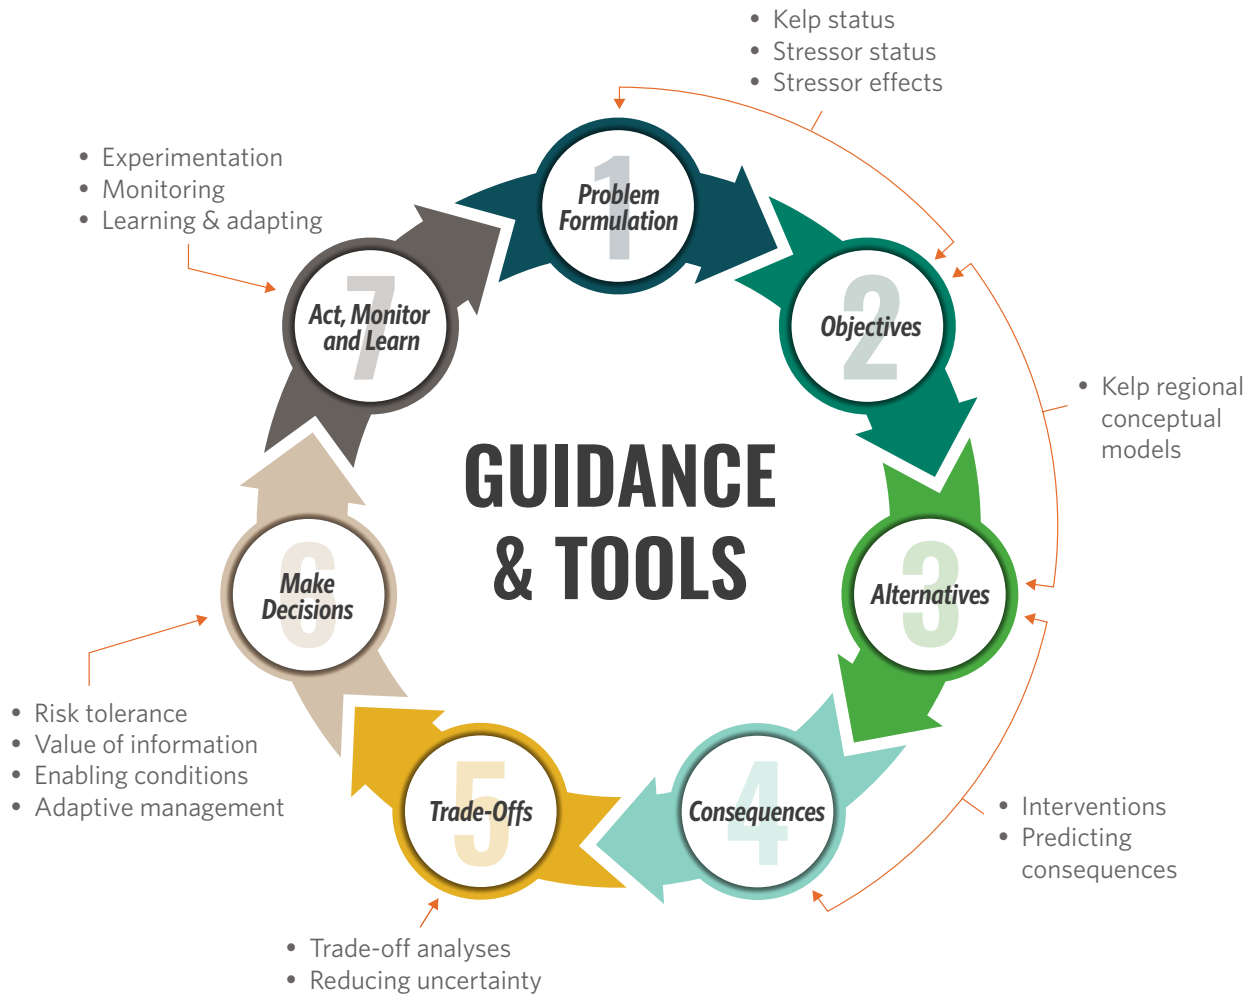 • Kelp status
• Stressor status
• Stressor effects
1
Problem
Formulation
• Experimentation
• Monitoring
• Learning & adapting
7
Act, Monitor
and Learn
2
Objectives
• Kelp regional
conceptual
models
GUIDANCE
& TOOLS
3
Alternatives
6
Make
Decisions
• Risk tolerance
• Value of information
• Enabling conditions
• Adaptive management
5
Trade-Offs
4
Consequences
• Interventions
• Predicting
consequences
• Trade-off analyses
• Reducing uncertainty